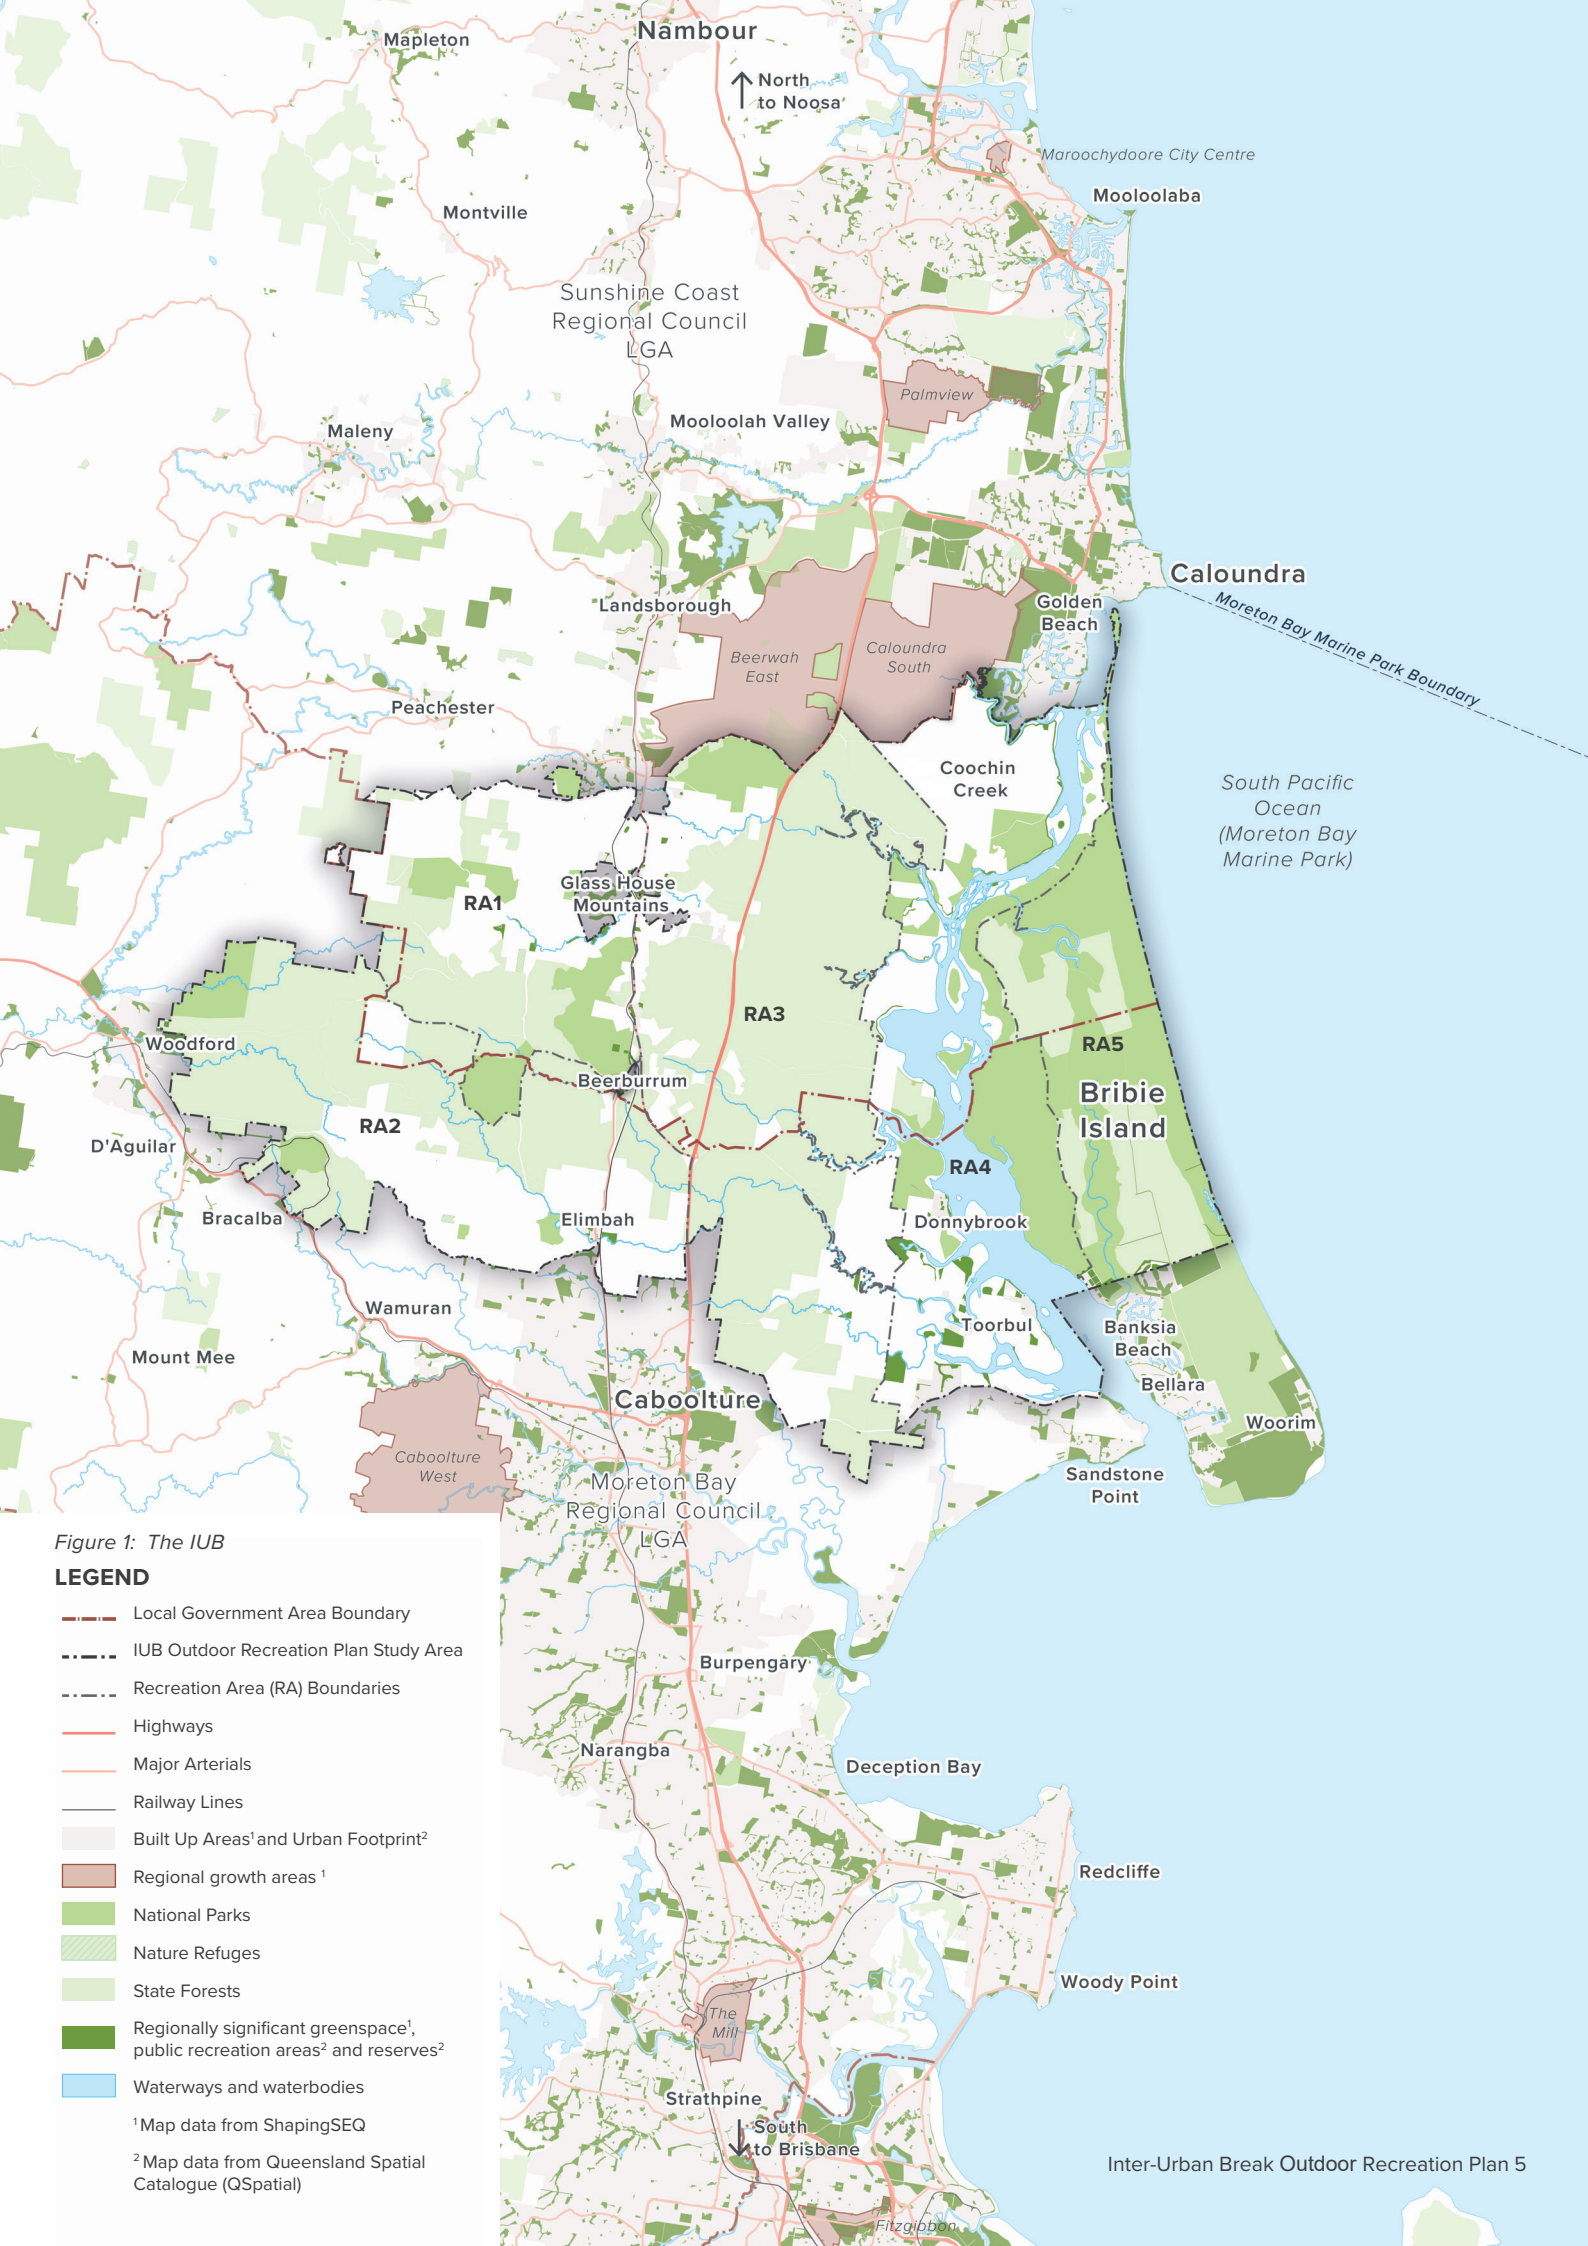 Nambour
Mapleton
North
to Noosa
Maroochydoore City Centre
Mooloolaba
Montville
Sunshine Coast
Regional Council
LGA
Palmview
Mooloolah Valley
Maleny
Caloundra
Moreton Bay Marine Park Boundary
Landsborough
Golden
Beach
Beerwah
East
Caloundra
South
Peachester
Coochin
Creek
South Pacific
Ocean
(Moreton Bay
Marine Park)
Glass House
Mountains
RA1
RA3
RA5
Woodford
Beerburrum
Bribie
Island
RA2
D'Aguilar
RA4
Bracalba
Elimbah
Donnybrook
Wamuran
Toorbul
Banksia
Beach
Mount Mee
Bellara
Caboolture
Woorim
Caboolture
West
Sandstone
Point
Moreton Bay
Regional Council
LGA
Burpengary
Narangba
Deception Bay
Redcliffe
Woody Point
The
Mill
Strathpine
South
to Brisbane
Fitzgibbon
Figure 1: The IUB
LEGEND
Local Government Area Boundary
IUB Outdoor Recreation Plan Study Area
Recreation Area (RA) Boundaries
Highways
Major Arterials
Railway Lines
Built Up Areas¹ and Urban Footprint²
Regional growth areas ¹
National Parks
Nature Refuges
State Forests
Regionally significant greenspace¹,
public recreation areas² and reserves²
Waterways and waterbodies
¹ Map data from ShapingSEQ
² Map data from Queensland Spatial
Catalogue (QSpatial)
Inter-Urban Break Outdoor Recreation Plan 5